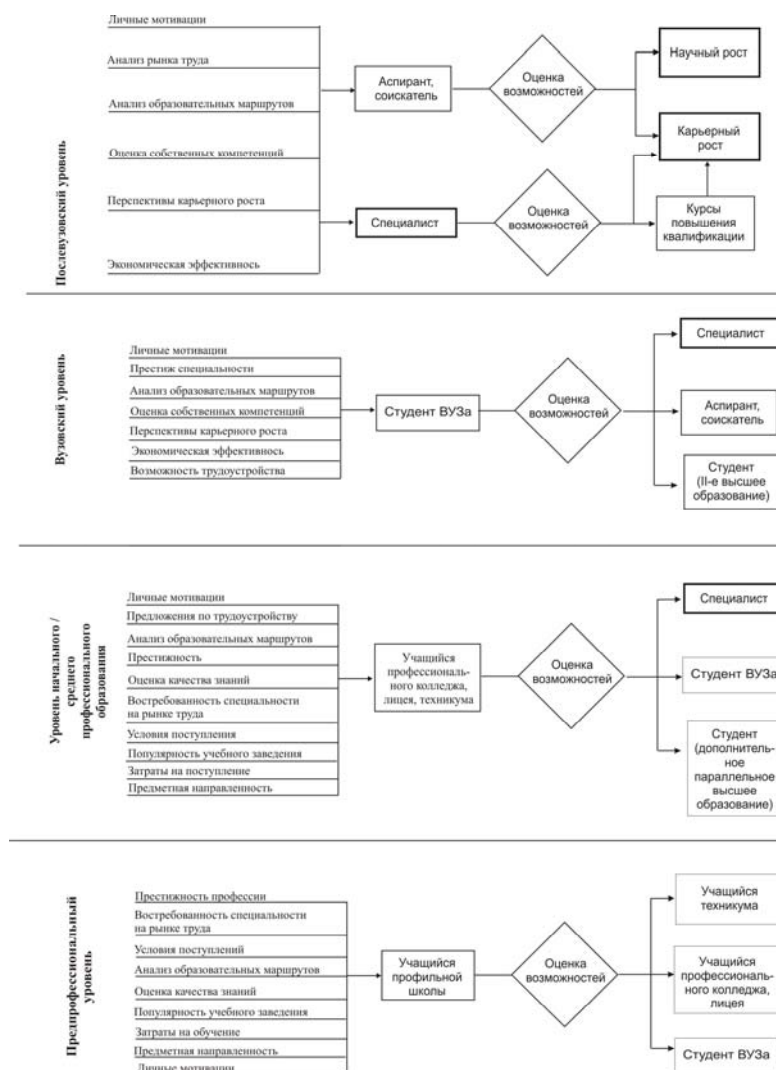 Послевузовский уровень
Личные мотивации
Анализ рынка труда
Анализ образовательных маршрутов
Оценка собственных компетенций
Перспективы карьерного роста
Экономическая эффективнось
Аспирант,
соискатель
Оценка
возможностей
Научный рост
Карьерный
рост
Специалист
Оценка
возможностей
Курсы
повышения
квалификации
Вузовский уровень
Личные мотивации
Престиж специальности
Анализ образовательных маршрутов
Оценка собственных компетенций
Перспективы карьерного роста
Экономическая эффективнось
Возможность трудоустройства
Студент ВУЗа
Оценка
возможностей
Специалист
Аспирант,
соискатель
Студент
(II-е высшее
образование)
Уровень начального /
среднего
профессионального
образования
Личные мотивации
Предложения по трудоустройству
Анализ образовательных маршрутов
Престижность
Оценка качества знаний
Востребованность специальности
на рынке труда
Условия поступления
Популярность учебного заведения
Затраты на поступление
Предметная направленность
Учащийся
профессиональ-
ного колледжа,
лицея, техникума
Оценка
возможностей
Специалист
Студент ВУЗа
Студент
(дополнитель-
ное
параллельное
высшее
образование)
Предпрофессиональный
уровень
Престижность профессии
Востребованность специальности
на рынке труда
Условия поступлений
Анализ образовательных маршрутов
Оценка качества знаний
Популярность учебного заведения
Затраты на обучение
Предметная направленность
Личные мотивации
Учащийся
профильной
школы
Оценка
возможностей
Учащийся
техникума
Учащийся
профессиональ-
ного колледжа,
лицея
Студент ВУЗа